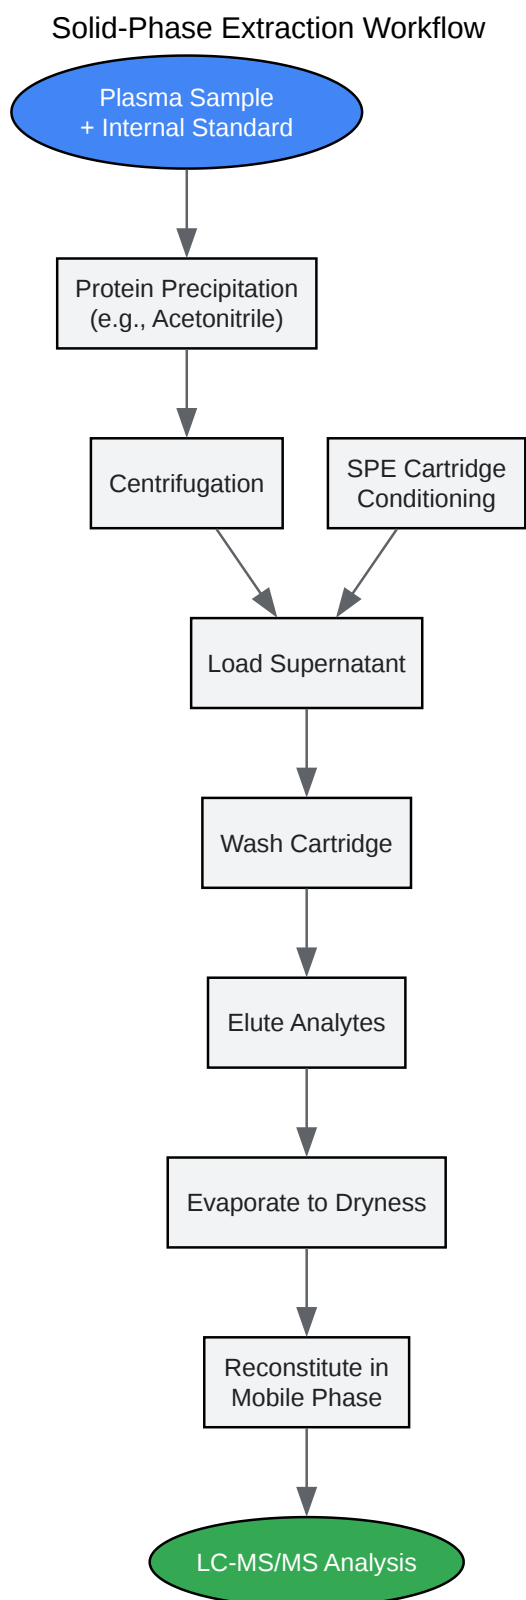 Solid-Phase Extraction Workflow
Plasma Sample
+ Internal Standard
Protein Precipitation
(e.g., Acetonitrile)
Centrifugation
SPE Cartridge
Conditioning
Load Supernatant
Wash Cartridge
Elute Analytes
Evaporate to Dryness
Reconstitute in
Mobile Phase
LC-MS/MS Analysis